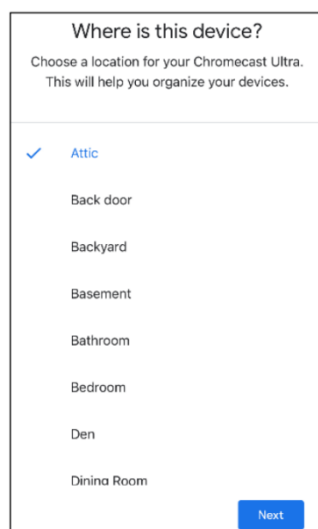 Where is this device?
Choose a location for your Chromecast Ultra.
This will help you organize your devices.
Attic
Back door
Backyard
Basement
Bathroom
Bedroom
Den
Dining Room
Next